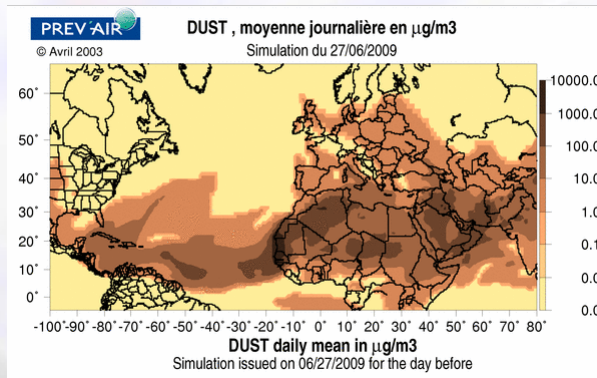 PREV'AIR
© Avril 2003
DUST , moyenne journalière en µg/m3
Simulation du 27/06/2009
60°
50°
40°
30°
20°
10°
0°
10000.0
1000.0
100.0
10.0
1.0
0.1
0.0
0.0
-100°-90° -80° -70° -60° -50° -40° -30° -20° -10° 0° 10° 20° 30° 40° 50° 60° 70° 80°
DUST daily mean in µg/m3
Simulation issued on 06/27/2009 for the day before